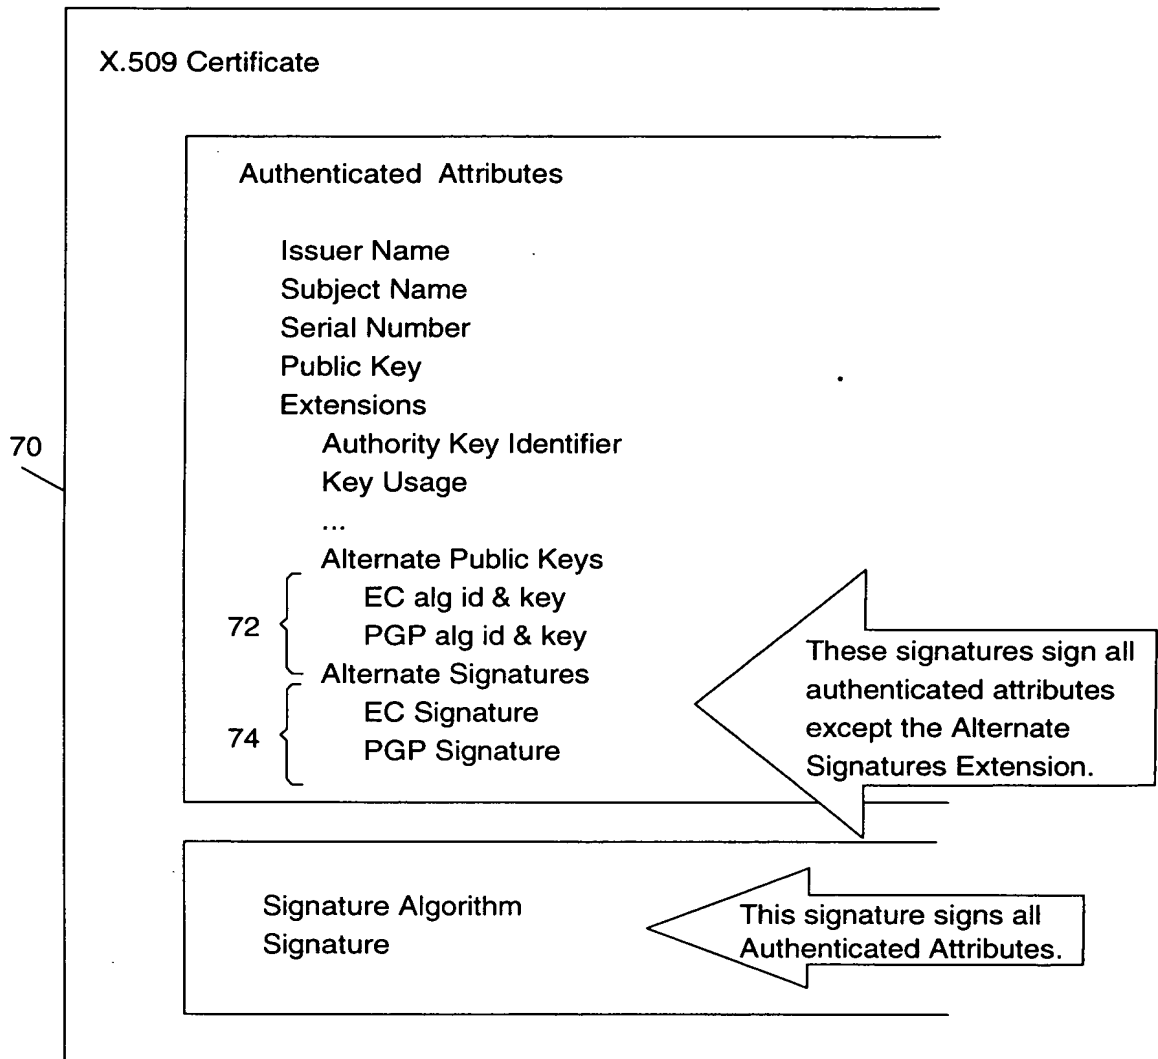 X.509 Certificate
Authenticated Attributes
Issuer Name
Subject Name
Serial Number
Public Key
Extensions
Authority Key Identifier
70
Key Usage
...
Alternate Public Keys
EC alg id & key
72
PGP alg id & key
Alternate Signatures
EC Signature
74
PGP Signature
These signatures sign all
authenticated attributes
except the Alternate
Signatures Extension.
Signature Algorithm
Signature
This signature signs all
Authenticated Attributes.